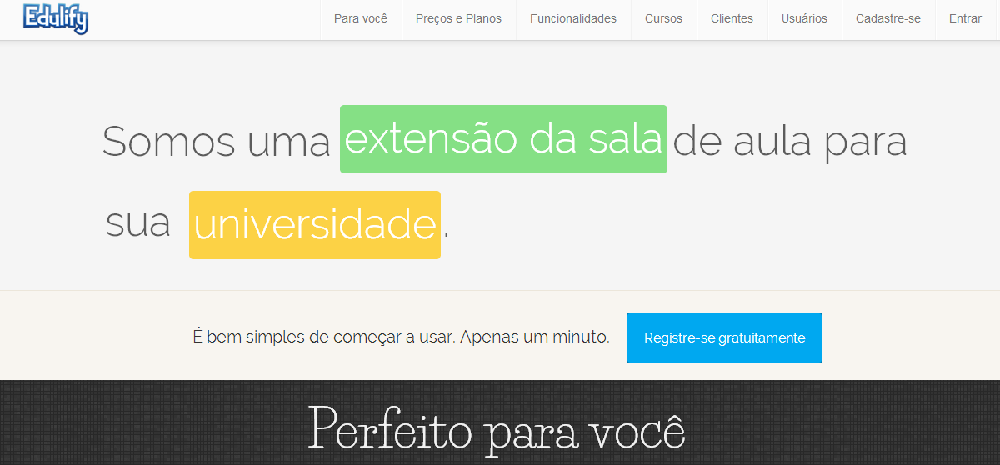 Edulify
Para você Preços e Planos Funcionalidades Cursos Clientes Usuários Cadastre-se Entrar
Somos uma extensão da sala de aula para
sua universidade.
É bem simples de começar a usar. Apenas um minuto. Registre-se gratuitamente
Perfeito para você